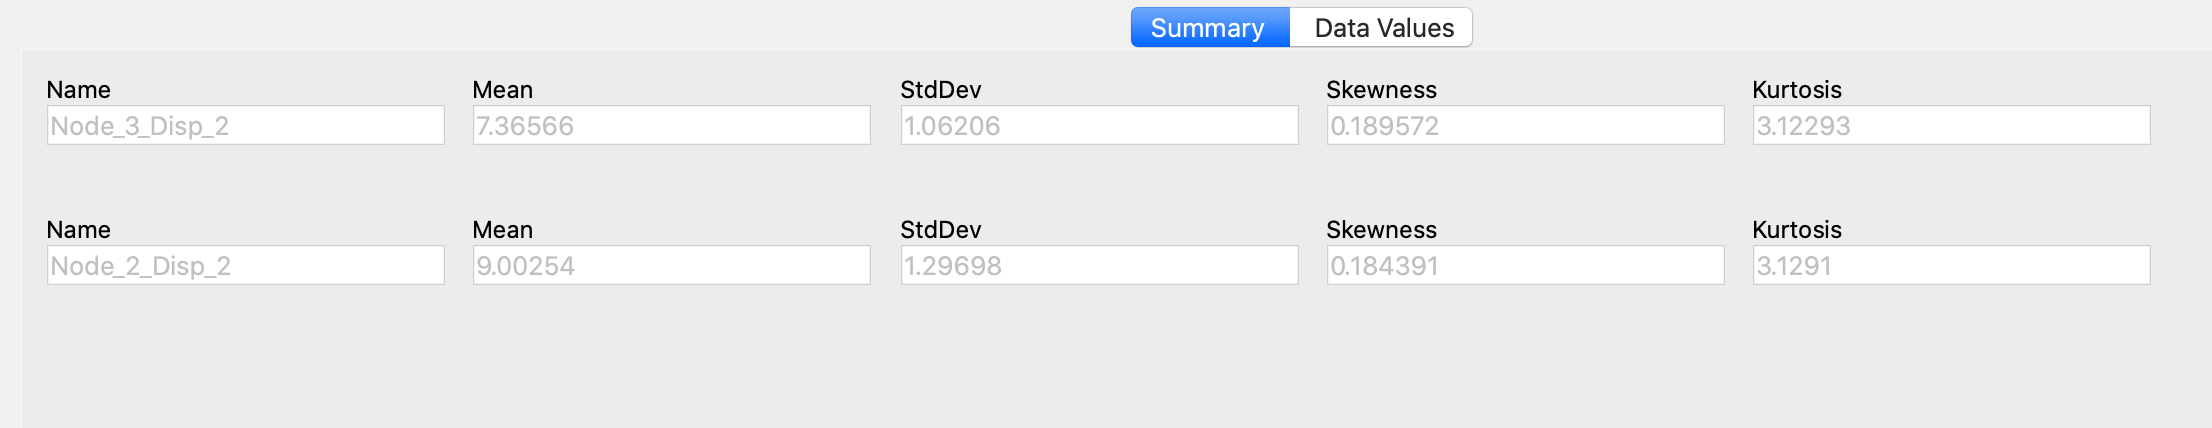 Summary Data Values
Name Mean StdDev Skewness Kurtosis
Node_3_Disp_2 7.36566 1.06206 0.189572 3.12293
Name Mean StdDev Skewness Kurtosis
Node_2_Disp_2 9.00254 1.29698 0.184391 3.1291